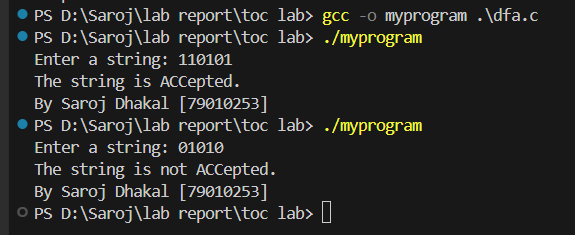 PS D:\Saroj\lab report\toc lab> gcc -o myprogram .\dfa.c
PS D:\Saroj\lab report\toc lab> ./myprogram
Enter a string: 110101
The string is ACCepted.
By Saroj Dhakal [79010253]
PS D:\Saroj\lab report\toc lab> ./myprogram
Enter a string: 01010
The string is not ACCepted.
By Saroj Dhakal [79010253]
PS D:\Saroj\lab report\toc lab>